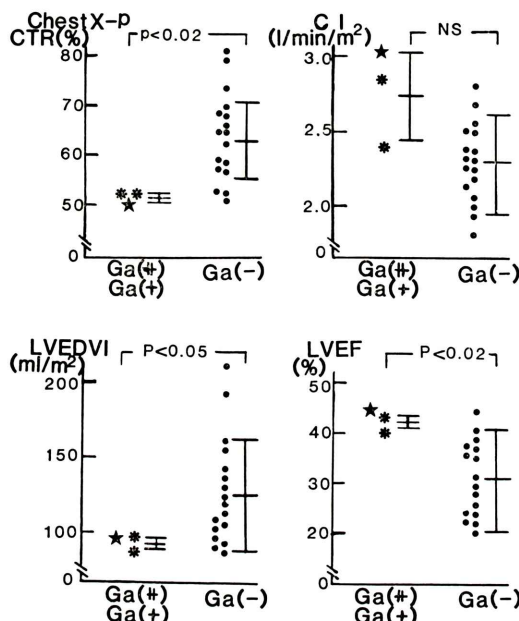 Chest X-p
CTR(%)
p<0.02
80
70
60
50
0
Ga(⧺)
Ga(+)
Ga(−)
C I
(l/min/m²)
NS
3.0
2.5
2.0
0
Ga(⧺)
Ga(+)
Ga(−)
LVEDVI
(ml/m²)
P<0.05
200
150
100
0
Ga(⧺)
Ga(+)
Ga(−)
LVEF
(%)
P<0.02
50
40
30
20
0
Ga(⧺)
Ga(+)
Ga(−)